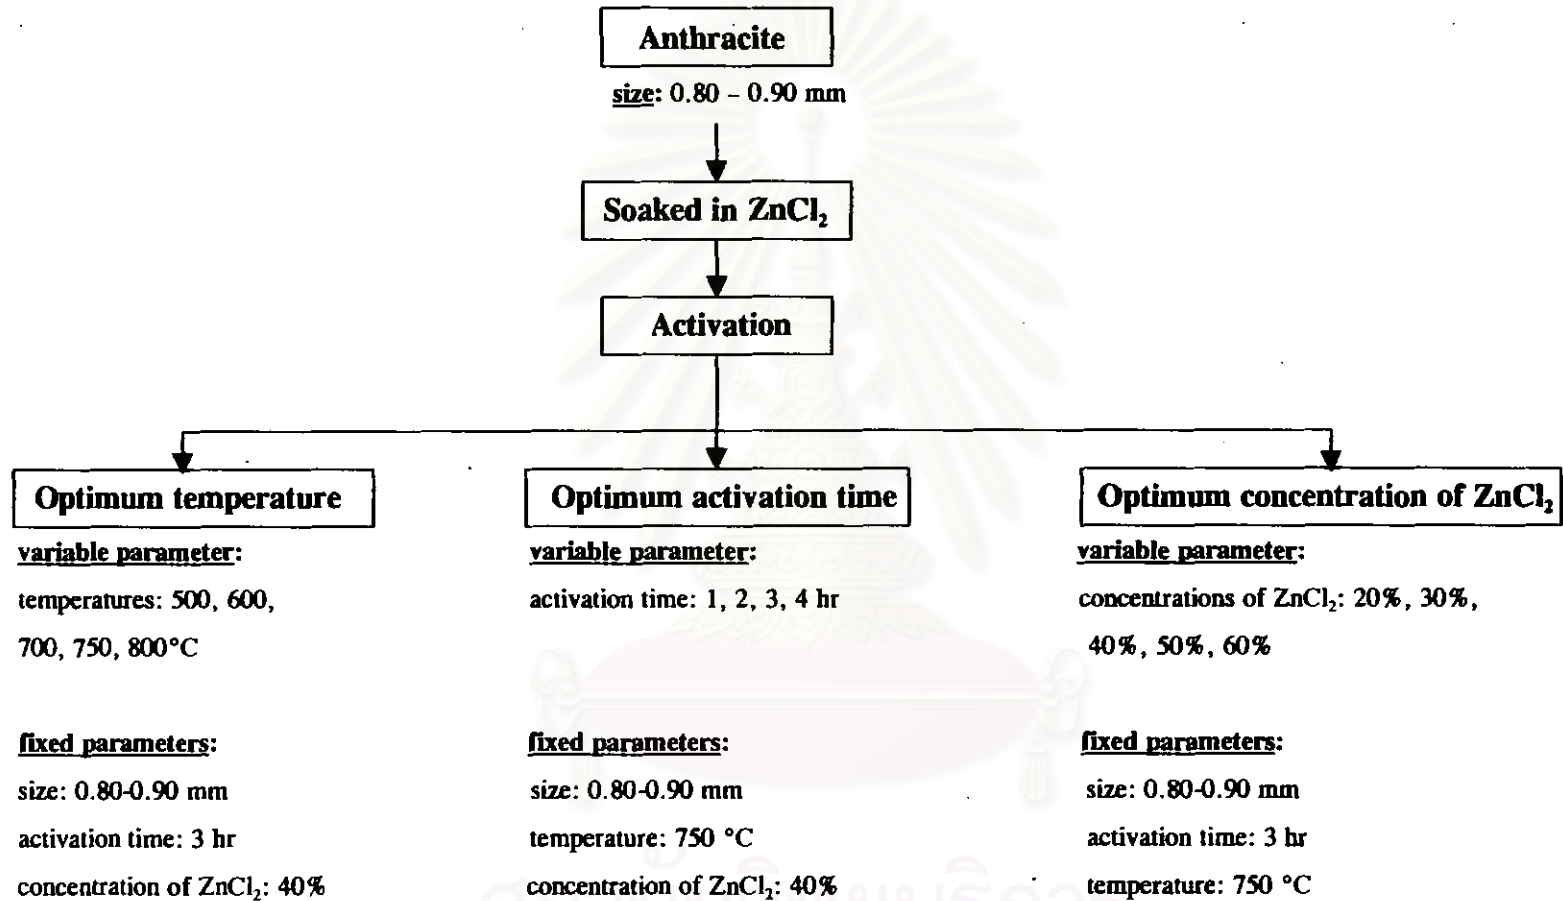 Anthracite
size: 0.80 – 0.90 mm
Soaked in ZnCl₂
Activation
Optimum temperature
variable parameter:
temperatures: 500, 600,
700, 750, 800°C
fixed parameters:
size: 0.80-0.90 mm
activation time: 3 hr
concentration of ZnCl₂: 40%
Optimum activation time
variable parameter:
activation time: 1, 2, 3, 4 hr
fixed parameters:
size: 0.80-0.90 mm
temperature: 750 °C
concentration of ZnCl₂: 40%
Optimum concentration of ZnCl₂
variable parameter:
concentrations of ZnCl₂: 20%, 30%,
40%, 50%, 60%
fixed parameters:
size: 0.80-0.90 mm
activation time: 3 hr
temperature: 750 °C